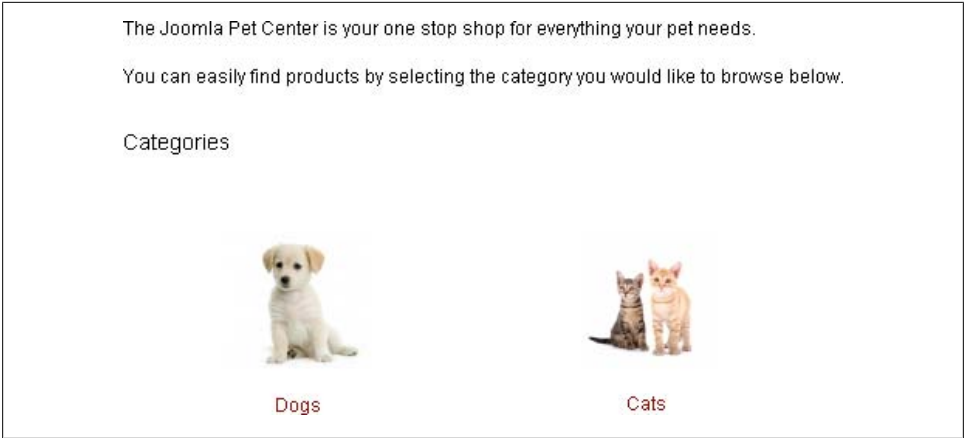 The Joomla Pet Center is your one stop shop for everything your pet needs.
You can easily find products by selecting the category you would like to browse below.
Categories
Dogs
Cats